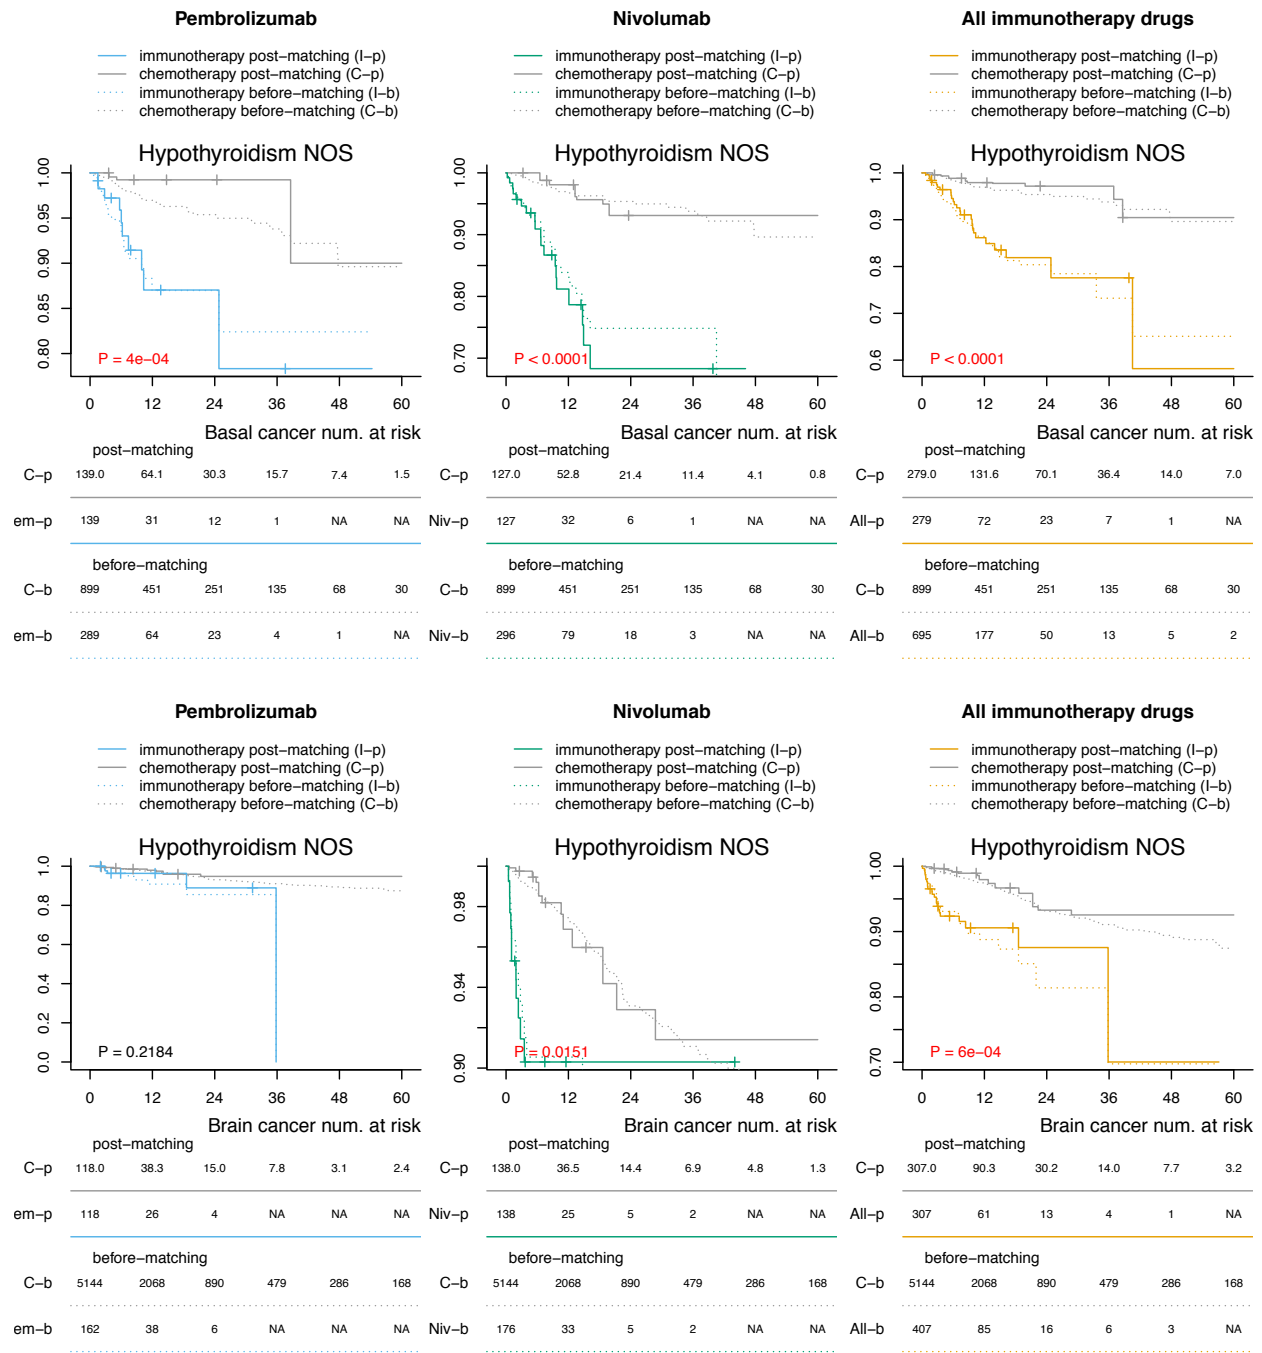 Pembrolizumab
immunotherapy post−matching (I−p)
chemotherapy post−matching (C−p)
immunotherapy before−matching (I−b)
chemotherapy before−matching (C−b)
Hypothyroidism NOS
1.00
0.95
0.90
0.85
0.80
P = 4e−04
0 12 24 36 48 60
Basal cancer num. at risk
post−matching
C−p 139.0 64.1 30.3 15.7 7.4 1.5
em−p 139 31 12 1 NA NA
before−matching
C−b 899 451 251 135 68 30
em−b 289 64 23 4 1 NA
Nivolumab
immunotherapy post−matching (I−p)
chemotherapy post−matching (C−p)
immunotherapy before−matching (I−b)
chemotherapy before−matching (C−b)
Hypothyroidism NOS
1.00
0.90
0.80
0.70
P < 0.0001
0 12 24 36 48 60
Basal cancer num. at risk
post−matching
C−p 127.0 52.8 21.4 11.4 4.1 0.8
Niv−p 127 32 6 1 NA NA
before−matching
C−b 899 451 251 135 68 30
Niv−b 296 79 18 3 NA NA
All immunotherapy drugs
immunotherapy post−matching (I−p)
chemotherapy post−matching (C−p)
immunotherapy before−matching (I−b)
chemotherapy before−matching (C−b)
Hypothyroidism NOS
1.0
0.9
0.8
0.7
0.6
P < 0.0001
0 12 24 36 48 60
Basal cancer num. at risk
post−matching
C−p 279.0 131.6 70.1 36.4 14.0 7.0
All−p 279 72 23 7 1 NA
before−matching
C−b 899 451 251 135 68 30
All−b 695 177 50 13 5 2
Pembrolizumab
immunotherapy post−matching (I−p)
chemotherapy post−matching (C−p)
immunotherapy before−matching (I−b)
chemotherapy before−matching (C−b)
Hypothyroidism NOS
1.0
0.8
0.6
0.4
0.2
0.0
P = 0.2184
0 12 24 36 48 60
Brain cancer num. at risk
post−matching
C−p 118.0 38.3 15.0 7.8 3.1 2.4
em−p 118 26 4 NA NA NA
before−matching
C−b 5144 2068 890 479 286 168
em−b 162 38 6 NA NA NA
Nivolumab
immunotherapy post−matching (I−p)
chemotherapy post−matching (C−p)
immunotherapy before−matching (I−b)
chemotherapy before−matching (C−b)
Hypothyroidism NOS
0.98
0.94
0.90
P = 0.0151
0 12 24 36 48 60
Brain cancer num. at risk
post−matching
C−p 138.0 36.5 14.4 6.9 4.8 1.3
Niv−p 138 25 5 2 NA NA
before−matching
C−b 5144 2068 890 479 286 168
Niv−b 176 33 5 2 NA NA
All immunotherapy drugs
immunotherapy post−matching (I−p)
chemotherapy post−matching (C−p)
immunotherapy before−matching (I−b)
chemotherapy before−matching (C−b)
Hypothyroidism NOS
1.00
0.90
0.80
0.70
P = 6e−04
0 12 24 36 48 60
Brain cancer num. at risk
post−matching
C−p 307.0 90.3 30.2 14.0 7.7 3.2
All−p 307 61 13 4 1 NA
before−matching
C−b 5144 2068 890 479 286 168
All−b 407 85 16 6 3 NA